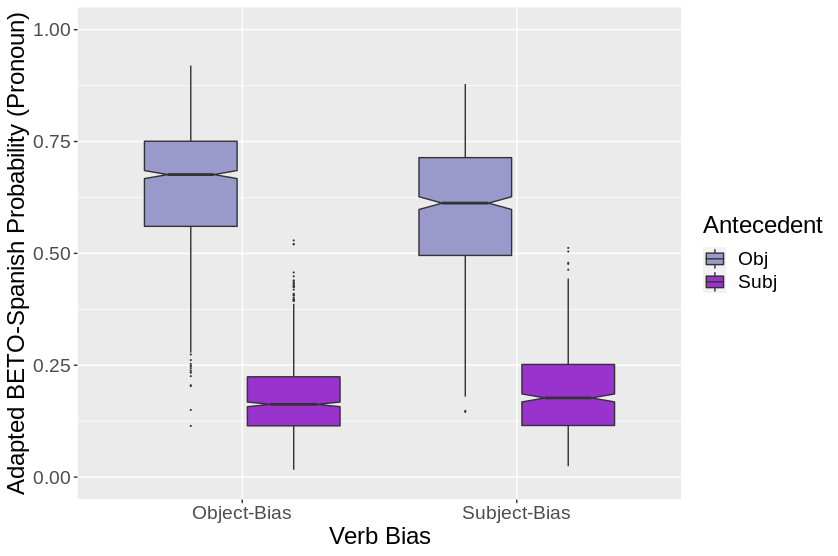 Adapted BETO-Spanish Probability (Pronoun)
1.00
0.75
0.50
0.25
0.00
Object-Bias
Subject-Bias
Verb Bias
Antecedent
Obj
Subj